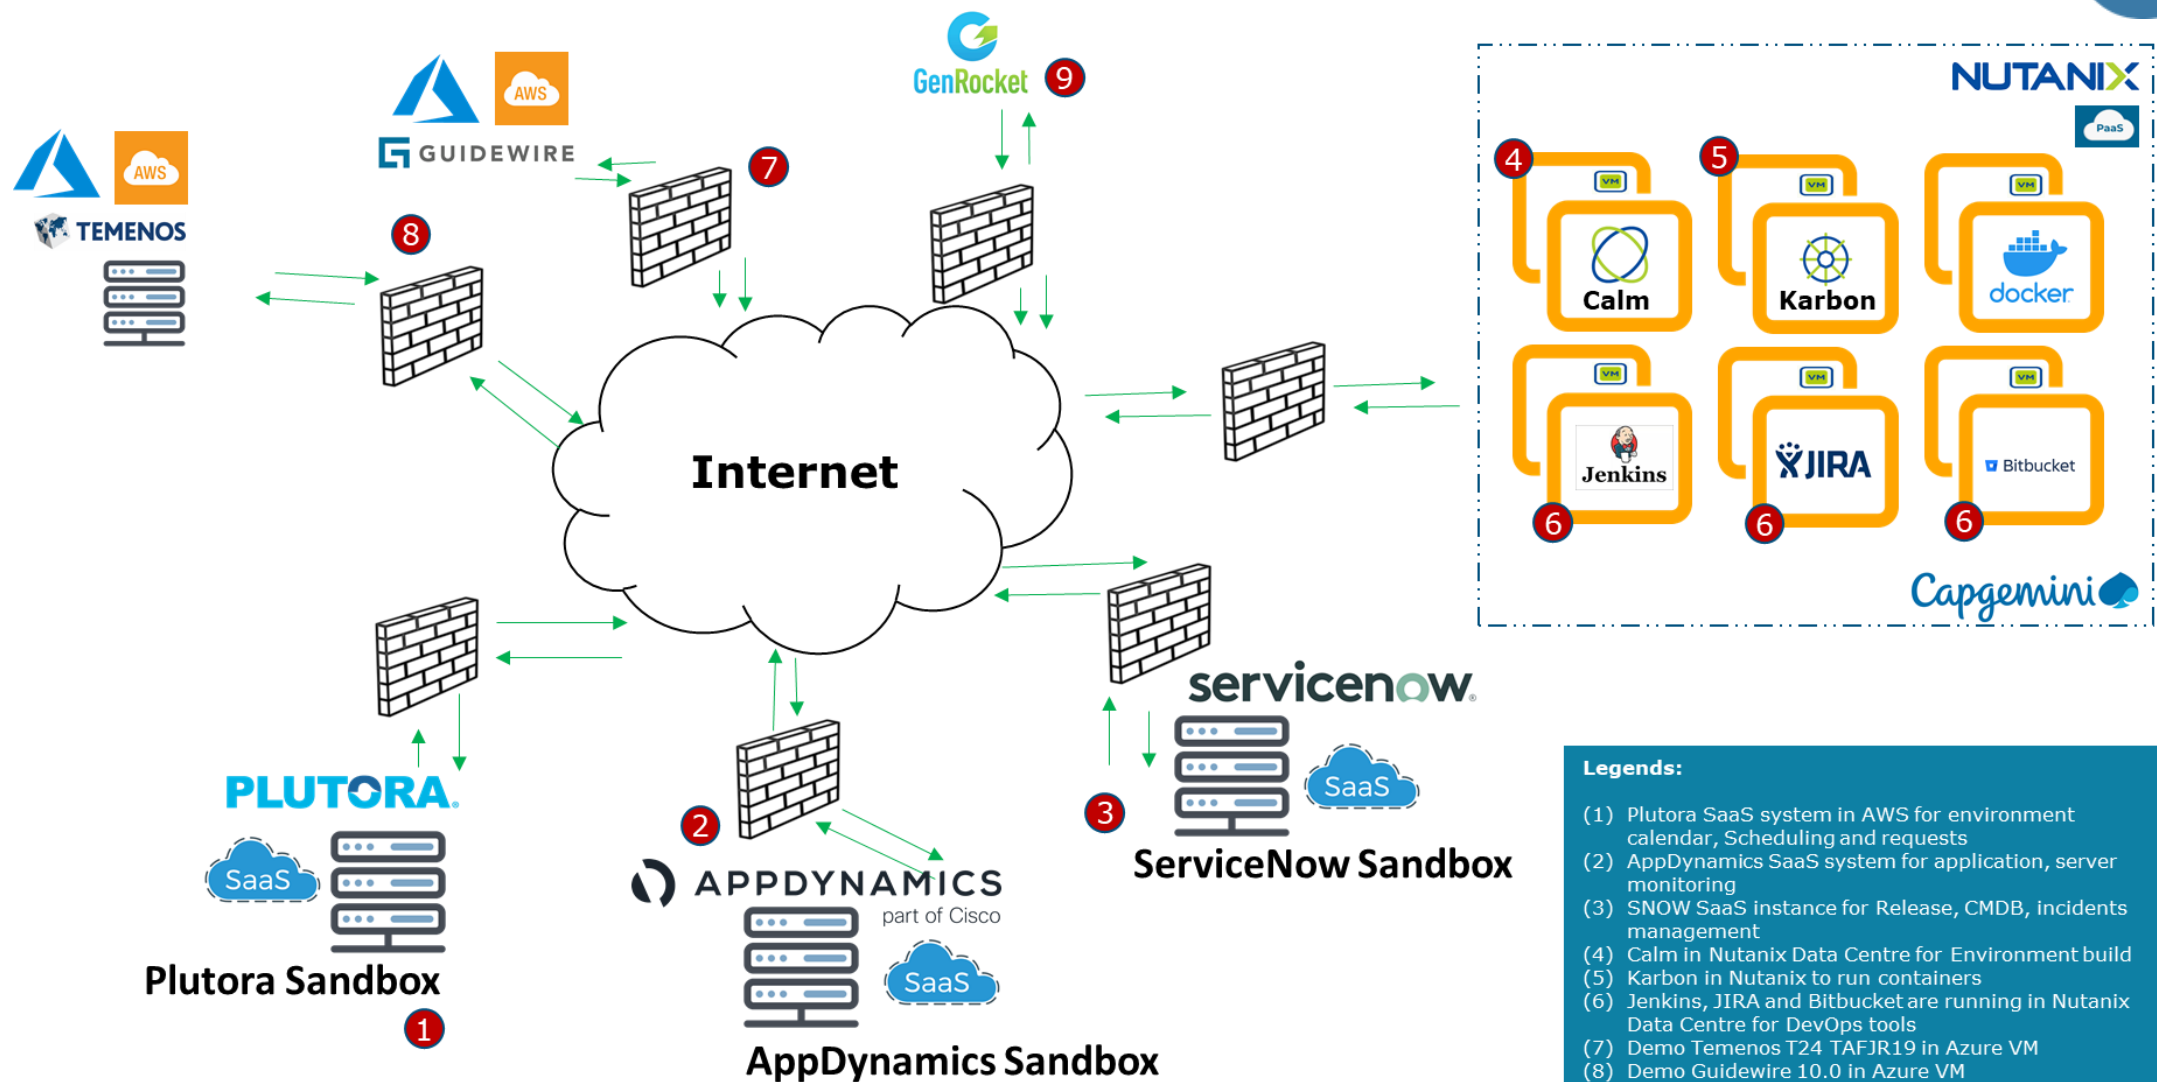 GenRocket
9
NUTANIX
PaaS
AWS
GUIDEWIRE
7
AWS
TEMENOS
8
4
VM
Calm
5
VM
Karbon
VM
docker
VM
Jenkins
6
VM
JIRA
6
VM
Bitbucket
6
Capgemini
Internet
servicenow®
SaaS
3
ServiceNow Sandbox
PLUTORA.
SaaS
Plutora Sandbox
1
2
APPDYNAMICS
part of Cisco
SaaS
AppDynamics Sandbox
Legends:
(1) Plutora SaaS system in AWS for environment
calendar, Scheduling and requests
(2) AppDynamics SaaS system for application, server
monitoring
(3) SNOW SaaS instance for Release, CMDB, incidents
management
(4) Calm in Nutanix Data Centre for Environment build
(5) Karbon in Nutanix to run containers
(6) Jenkins, JIRA and Bitbucket are running in Nutanix
Data Centre for DevOps tools
(7) Demo Temenos T24 TAFJR19 in Azure VM
(8) Demo Guidewire 10.0 in Azure VM